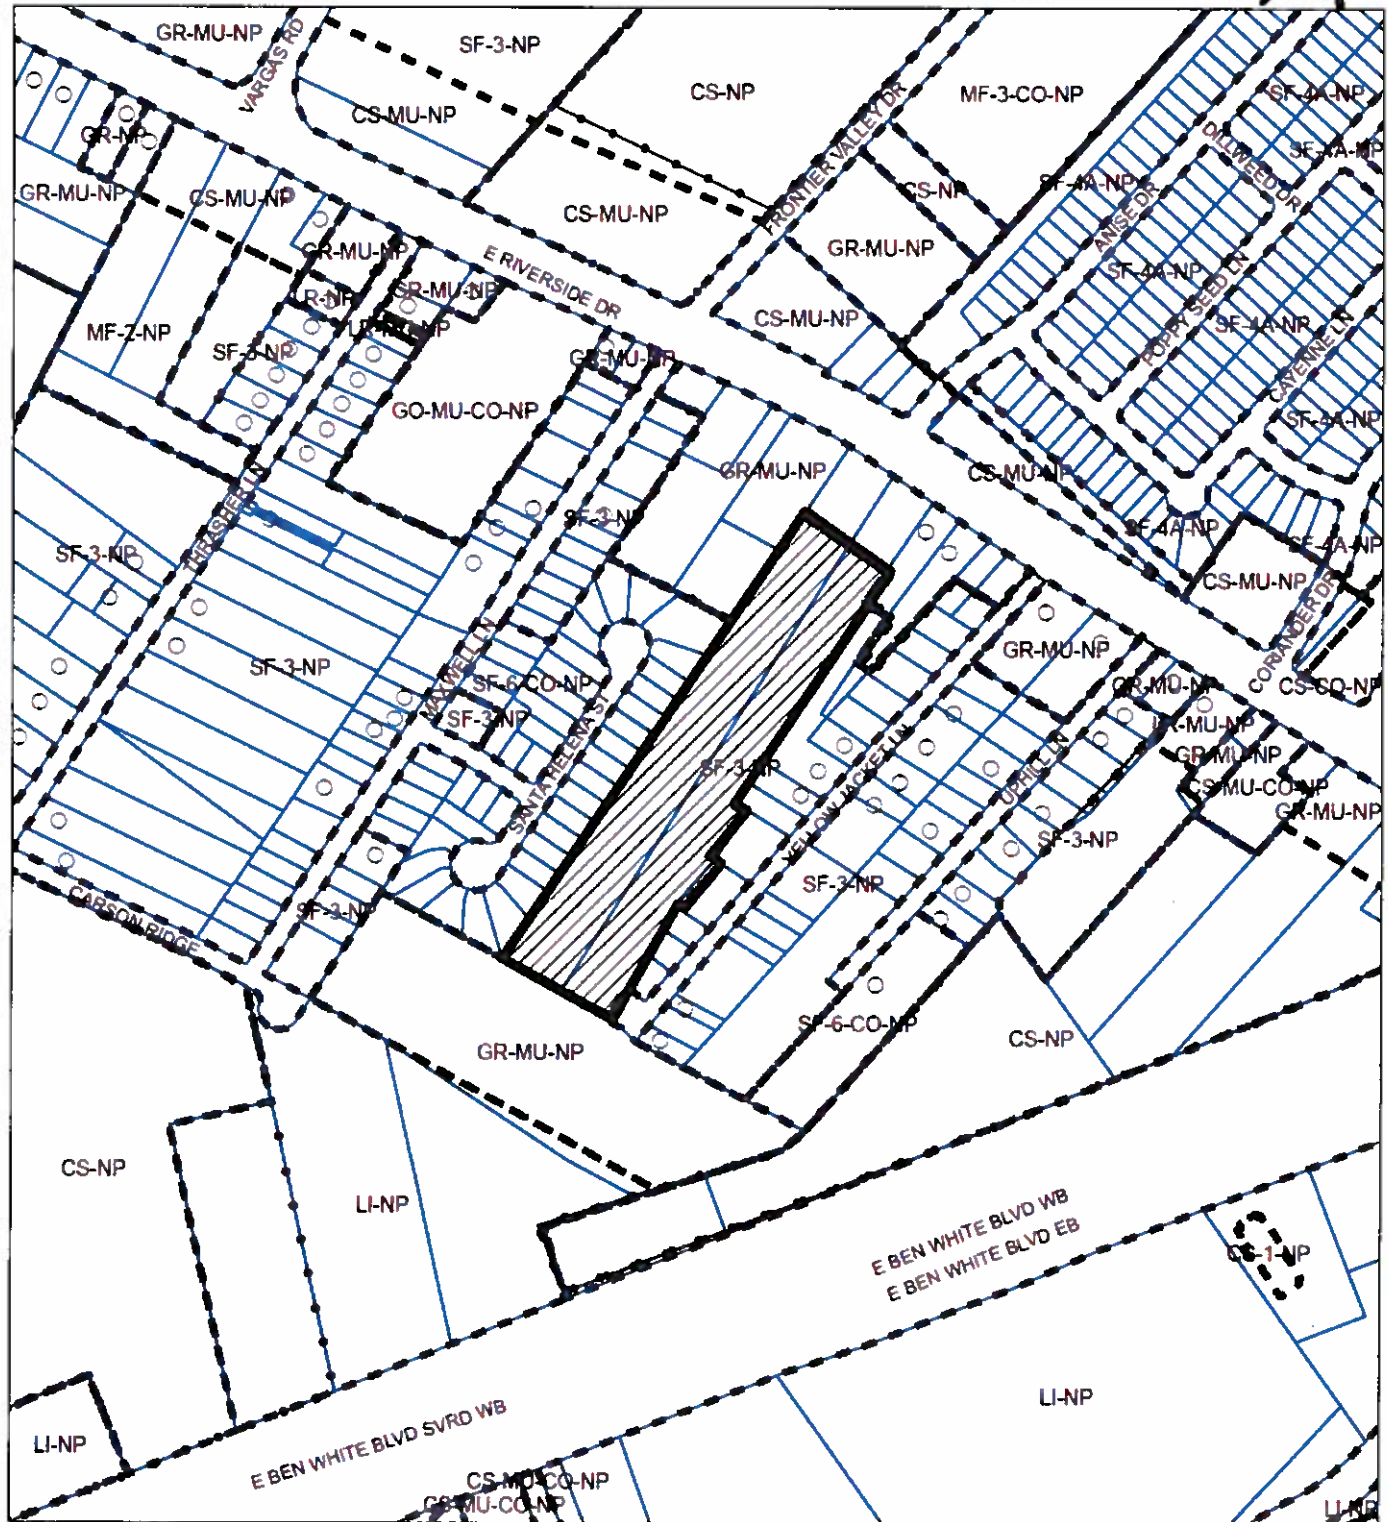 GR-MU-NP
VARGAS RD
SF-3-NP
CS-MU-NP
CS-NP
FRONTIER VALLEY DR
MF-3-CO-NP
SF-4A-NP
DILLWEED DR
SF-4A-NP
GR-NP
GR-MU-NP
CS-MU-NP
CS-MU-NP
CS-NP
SF-4A-NP
ANISE DR
GR-MU-NP
GR-MU-NP
E RIVERSIDE DR
SF-4A-NP
POPPY SEED LN
LR-NP
GR-MU-NP
CS-MU-NP
SF-4A-NP
CAYENNE LN
MF-2-NP
SF-3-NP
GR-MU-NP
GO-MU-CO-NP
SF-4A-NP
GR-MU-NP
CS-MU-NP
THRASHER LN
SF-3-NP
SF-4A-NP
SF-3-NP
SF-4A-NP
CS-MU-NP
CORIANDER DR
SF-3-NP
MAXWELL LN
SF-6-CO-NP
GR-MU-NP
GR-MU-NP
CS-CO-NP
SF-3-NP
SANTA HELENA ST
SF-3-NP
YELLOW JACKET LN
UPHILL LN
GR-MU-NP
CS-MU-CO-NP
GR-MU-NP
SF-3-NP
SF-3-NP
CARSON RIDGE
SF-3-NP
SF-6-CO-NP
GR-MU-NP
CS-NP
CS-NP
LI-NP
E BEN WHITE BLVD WB
E BEN WHITE BLVD EB
CS-1-NP
LI-NP
LI-NP
E BEN WHITE BLVD SVRD WB
CS-MU-CO-NP
CS-MU-CO-NP
LI-NP